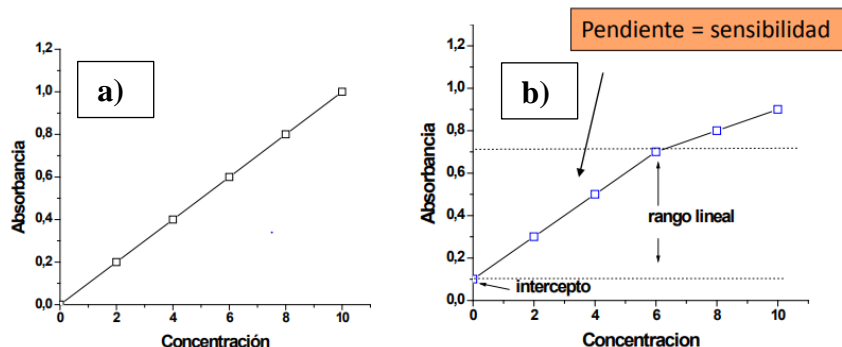 a)
1,2
1,0
0,8
0,6
0,4
0,2
0,0
Absorbancia
0 2 4 6 8 10
Concentración
Pendiente = sensibilidad
b)
1,2
1,0
0,8
0,6
0,4
0,2
0,0
Absorbancia
rango lineal
intercepto
0 2 4 6 8 10
Concentracion